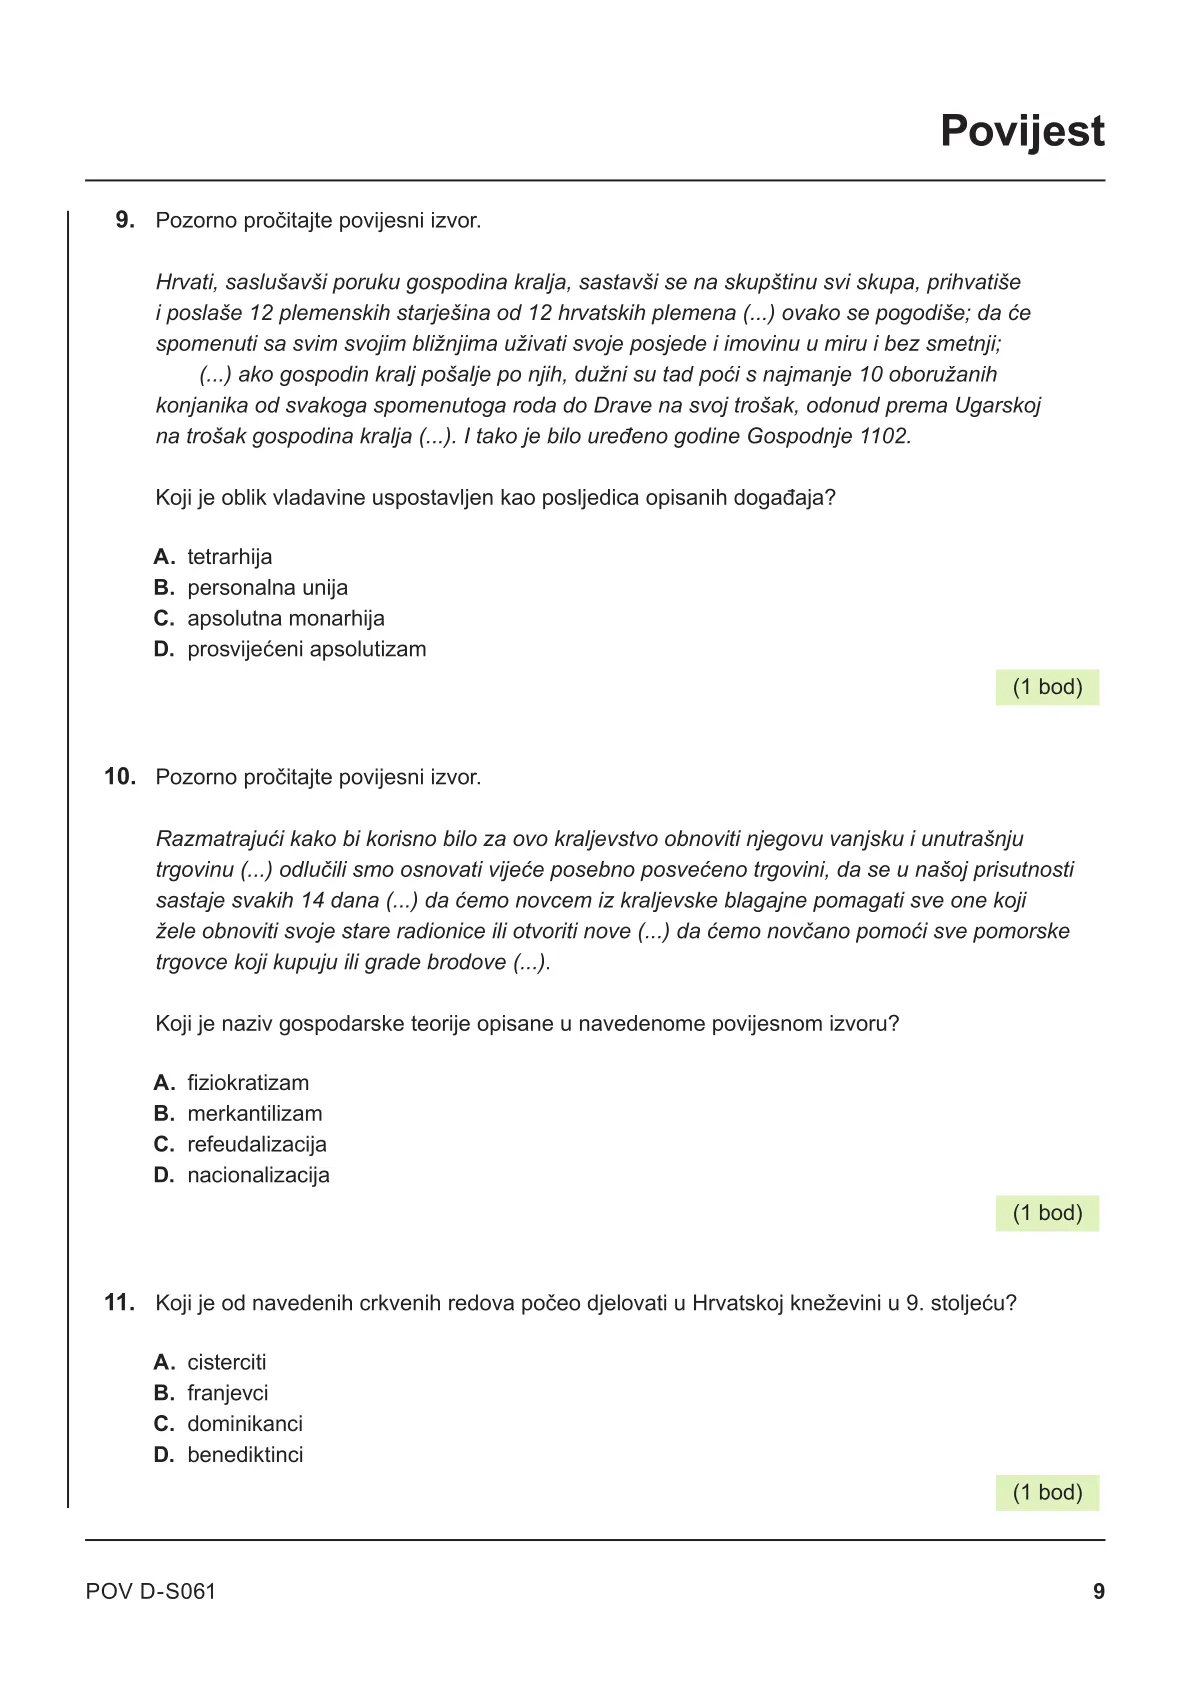 Povijest
9. Pozorno pročitajte povijesni izvor.
Hrvati, saslušavši poruku gospodina kralja, sastavši se na skupštinu svi skupa, prihvatiše
i poslaše 12 plemenskih starješina od 12 hrvatskih plemena (...) ovako se pogodiše; da će
spomenuti sa svim svojim bližnjima uživati svoje posjede i imovinu u miru i bez smetnji;
(...) ako gospodin kralj pošalje po njih, dužni su tad poći s najmanje 10 oboružanih
konjanika od svakoga spomenutoga roda do Drave na svoj trošak, odonud prema Ugarskoj
na trošak gospodina kralja (...). I tako je bilo uređeno godine Gospodnje 1102.
Koji je oblik vladavine uspostavljen kao posljedica opisanih događaja?
A. tetrarhija
B. personalna unija
C. apsolutna monarhija
D. prosvijećeni apsolutizam
(1 bod)
10. Pozorno pročitajte povijesni izvor.
Razmatrajući kako bi korisno bilo za ovo kraljevstvo obnoviti njegovu vanjsku i unutrašnju
trgovinu (...) odlučili smo osnovati vijeće posebno posvećeno trgovini, da se u našoj prisutnosti
sastaje svakih 14 dana (...) da ćemo novcem iz kraljevske blagajne pomagati sve one koji
žele obnoviti svoje stare radionice ili otvoriti nove (...) da ćemo novčano pomoći sve pomorske
trgovce koji kupuju ili grade brodove (...).
Koji je naziv gospodarske teorije opisane u navedenome povijesnom izvoru?
A. fiziokratizam
B. merkantilizam
C. refeudalizacija
D. nacionalizacija
(1 bod)
11. Koji je od navedenih crkvenih redova počeo djelovati u Hrvatskoj kneževini u 9. stoljeću?
A. cisterciti
B. franjevci
C. dominikanci
D. benediktinci
(1 bod)
POV D-S061
9